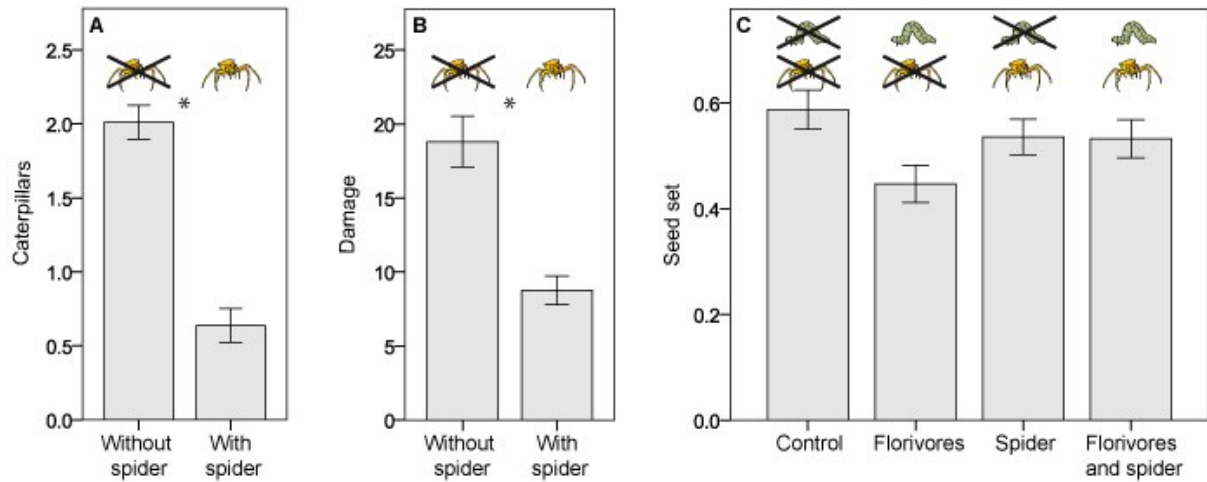 A
Caterpillars
2.5
2.0
1.5
1.0
0.5
0.0
*
Without
spider
With
spider
B
Damage
25
20
15
10
5
0
*
Without
spider
With
spider
C
Seed set
0.6
0.4
0.2
0.0
Control
Florivores
Spider
Florivores
and spider